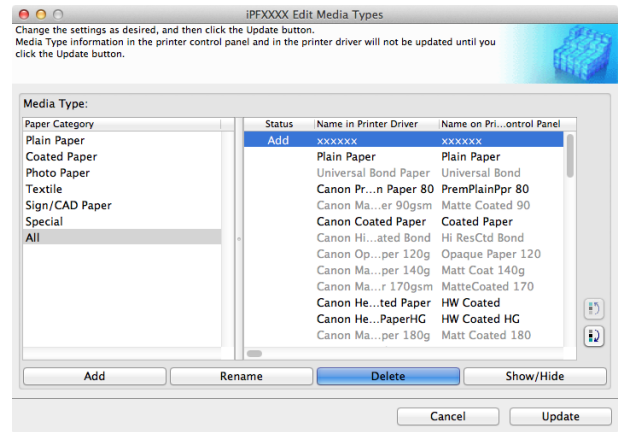 iPFXXXX Edit Media Types
Change the settings as desired, and then click the Update button.
Media Type information in the printer control panel and in the printer driver will not be updated until you
click the Update button.
Media Type:
Paper Category
Plain Paper
Coated Paper
Photo Paper
Textile
Sign/CAD Paper
Special
All
Status Name in Printer Driver Name on Pri...ontrol Panel
Add xxxxxx xxxxxx
Plain Paper Plain Paper
Universal Bond Paper Universal Bond
Canon Pr...n Paper 80 PremPlainPpr 80
Canon Ma...er 90gsm Matte Coated 90
Canon Coated Paper Coated Paper
Canon Hi...ated Bond Hi ResCtd Bond
Canon Op...per 120g Opaque Paper 120
Canon Ma...per 140g Matt Coat 140g
Canon Ma...r 170gsm MatteCoated 170
Canon He...ted Paper HW Coated
Canon He...PaperHG HW Coated HG
Canon Ma...per 180g Matt Coated 180
Add Rename Delete Show/Hide
Cancel Update